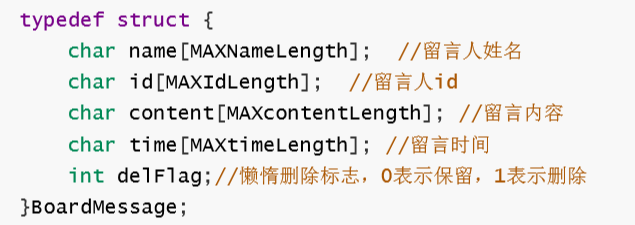 typedef struct {
    char name[MAXNameLength];  //留言人姓名
    char id[MAXIdLength];  //留言人id
    char content[MAXcontentLength]; //留言内容
    char time[MAXtimeLength]; //留言时间
    int delFlag;//懒惰删除标志，0表示保留，1表示删除
}BoardMessage;